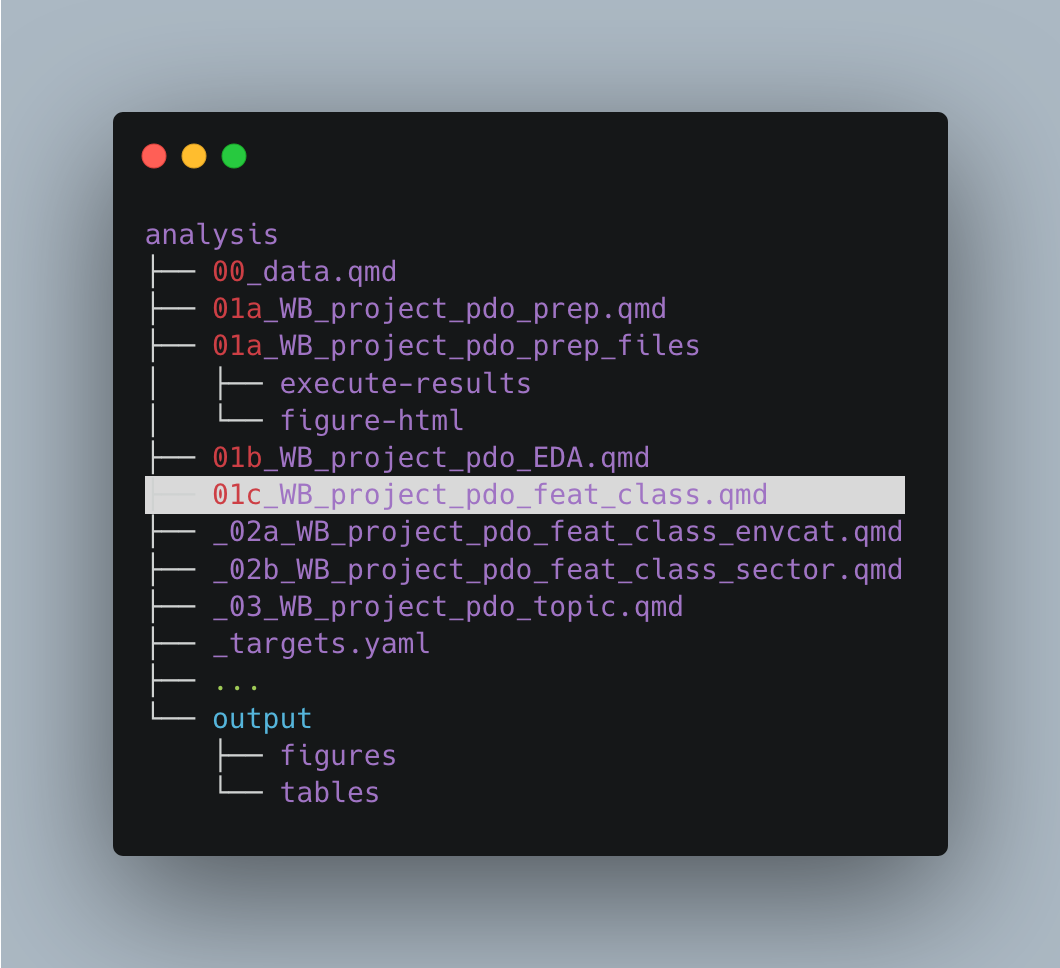 analysis
├── 00_data.qmd
├── 01a_WB_project_pdo_prep.qmd
├── 01a_WB_project_pdo_prep_files
│   ├── execute-results
│   └── figure-html
├── 01b_WB_project_pdo_EDA.qmd
├── 01c_WB_project_pdo_feat_class.qmd
├── _02a_WB_project_pdo_feat_class_envcat.qmd
├── _02b_WB_project_pdo_feat_class_sector.qmd
├── _03_WB_project_pdo_topic.qmd
├── _targets.yaml
├── ...
└── output
    ├── figures
    └── tables